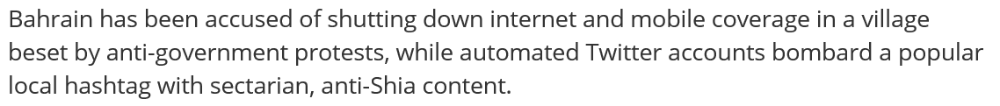 Bahrain has been accused of shutting down internet and mobile coverage in a village
beset by anti-government protests, while automated Twitter accounts bombard a popular
local hashtag with sectarian, anti-Shia content.